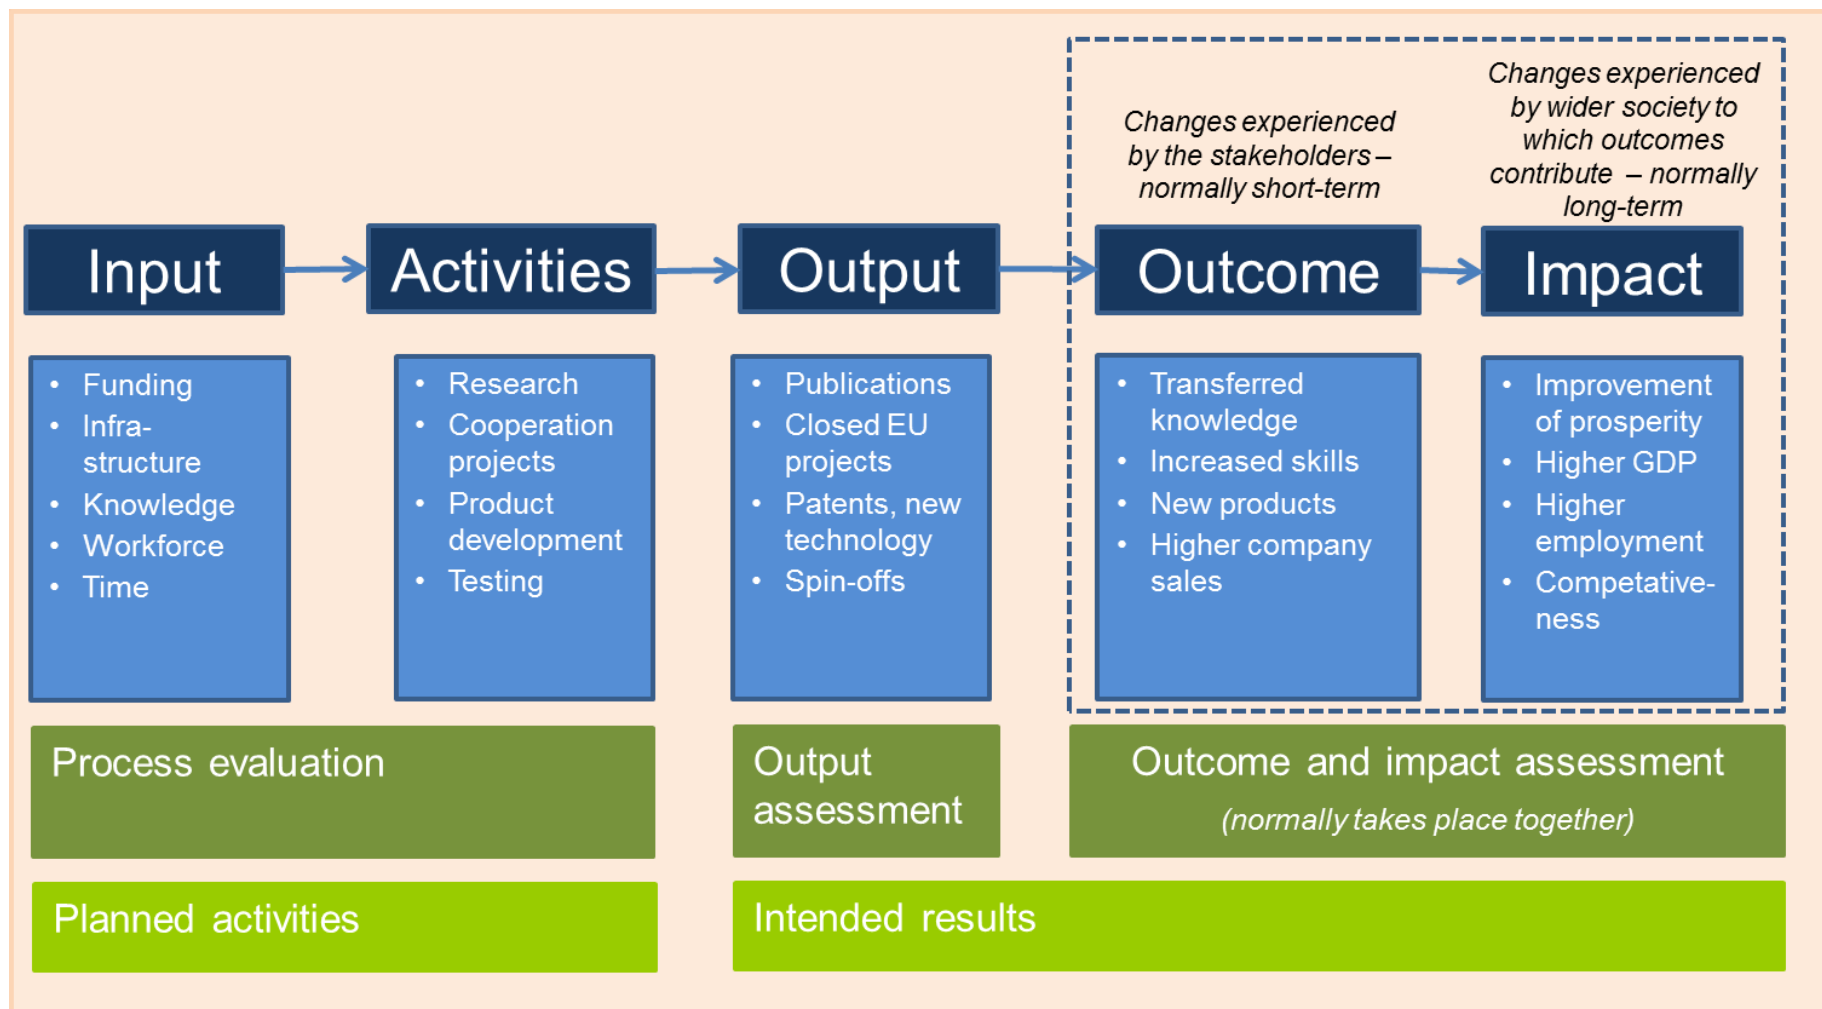 Changes experienced
by the stakeholders –
normally short-term
Changes experienced
by wider society to
which outcomes
contribute – normally
long-term
Input
Activities
Output
Outcome
Impact
• Funding
• Infra-
structure
• Knowledge
• Workforce
• Time
• Research
• Cooperation
projects
• Product
development
• Testing
• Publications
• Closed EU
projects
• Patents, new
technology
• Spin-offs
• Transferred
knowledge
• Increased skills
• New products
• Higher company
sales
• Improvement
of prosperity
• Higher GDP
• Higher
employment
• Competative-
ness
Process evaluation
Output
assessment
Outcome and impact assessment
(normally takes place together)
Planned activities
Intended results